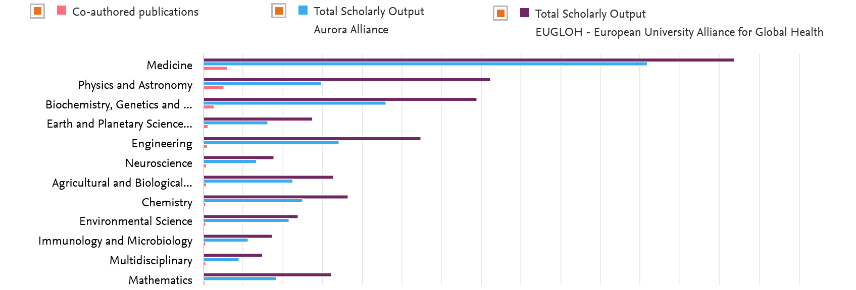 Co-authored publications
Total Scholarly Output
Aurora Alliance
Total Scholarly Output
EUGLOH - European University Alliance for Global Health
Medicine
Physics and Astronomy
Biochemistry, Genetics and ...
Earth and Planetary Science...
Engineering
Neuroscience
Agricultural and Biological...
Chemistry
Environmental Science
Immunology and Microbiology
Multidisciplinary
Mathematics